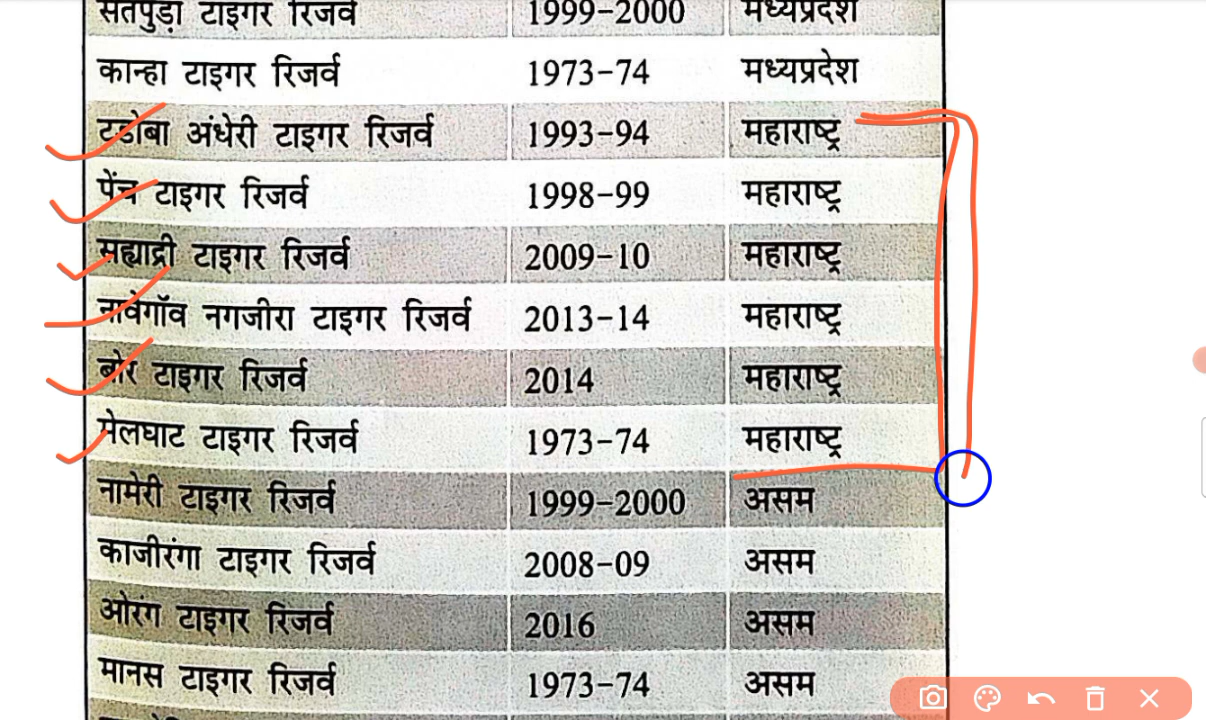 सतपुड़ा टाइगर रिजर्व 1999-2000 मध्यप्रदेश
कान्हा टाइगर रिजर्व 1973-74 मध्यप्रदेश
टडोबा अंधेरी टाइगर रिजर्व 1993-94 महाराष्ट्र
पेंच टाइगर रिजर्व 1998-99 महाराष्ट्र
सह्याद्री टाइगर रिजर्व 2009-10 महाराष्ट्र
नावेगॉव नगजीरा टाइगर रिजर्व 2013-14 महाराष्ट्र
बोर टाइगर रिजर्व 2014 महाराष्ट्र
मेलघाट टाइगर रिजर्व 1973-74 महाराष्ट्र
नामेरी टाइगर रिजर्व 1999-2000 असम
काजीरंगा टाइगर रिजर्व 2008-09 असम
ओरंग टाइगर रिजर्व 2016 असम
मानस टाइगर रिजर्व 1973-74 असम